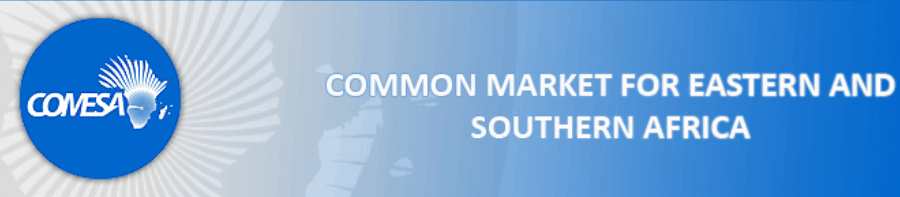 COMESA
COMMON MARKET FOR EASTERN AND
SOUTHERN AFRICA